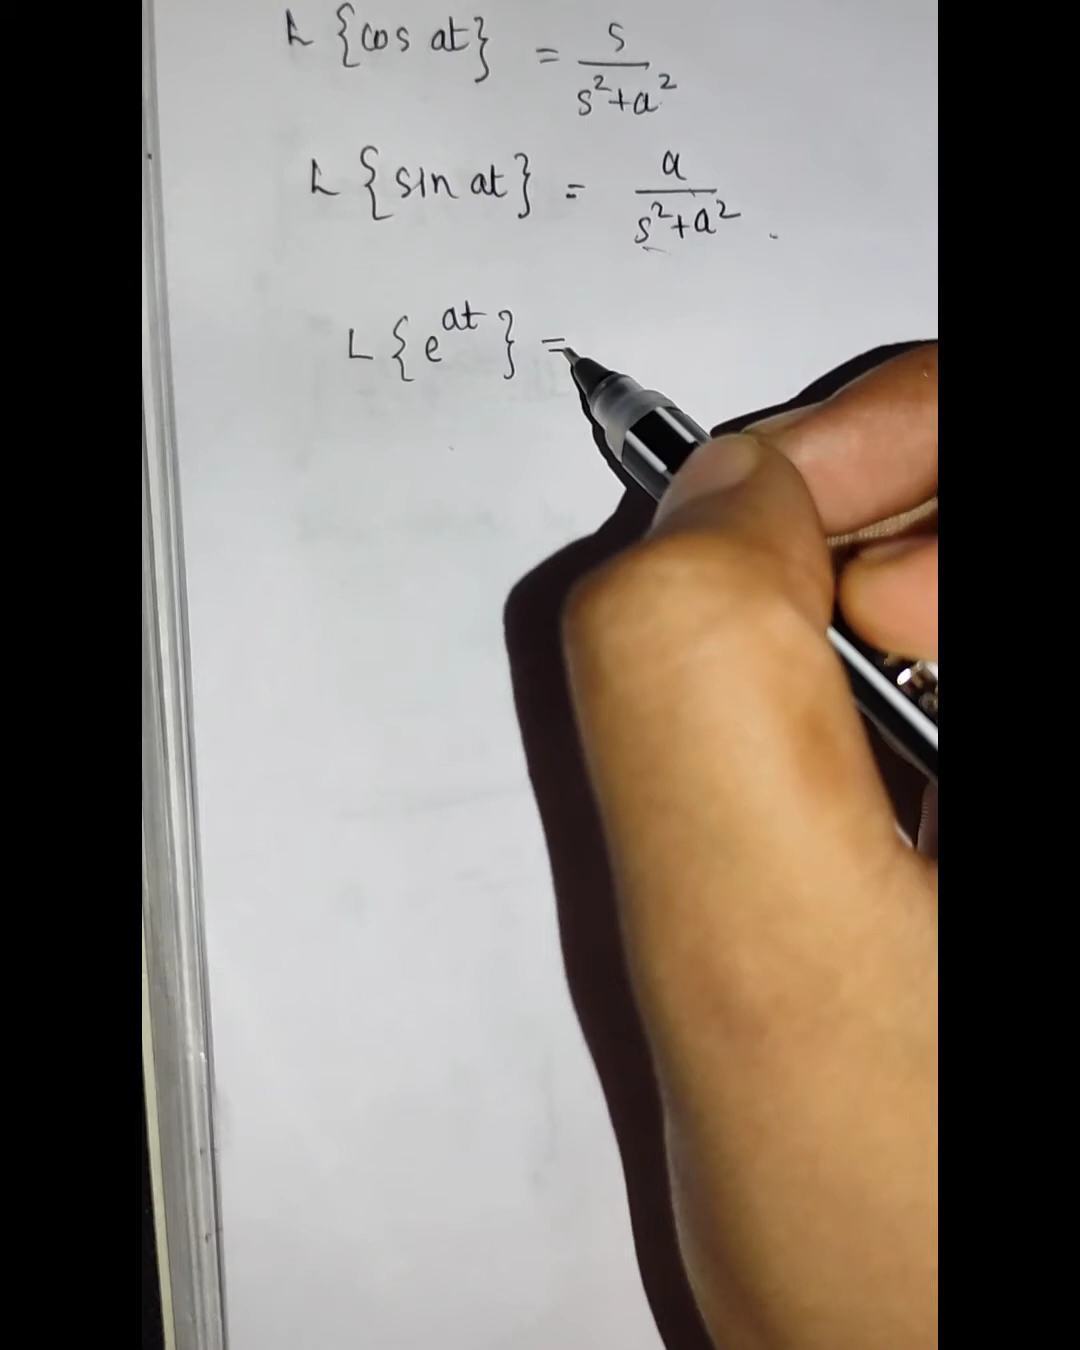 L {cos at} = s/(s²+a²)
L {sin at} = a/(s²+a²).
L {e^at} =